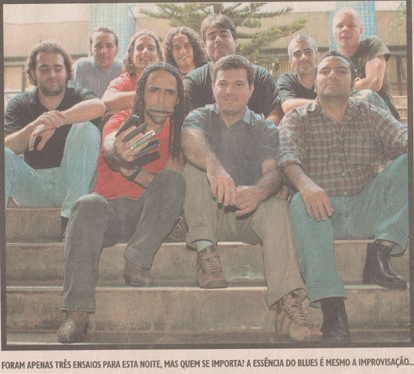 FORAM APENAS TRÊS ENSAIOS PARA ESTA NOITE, MAS QUEM SE IMPORTA? A ESSÊNCIA DO BLUES É MESMO A IMPROVISAÇÃO...